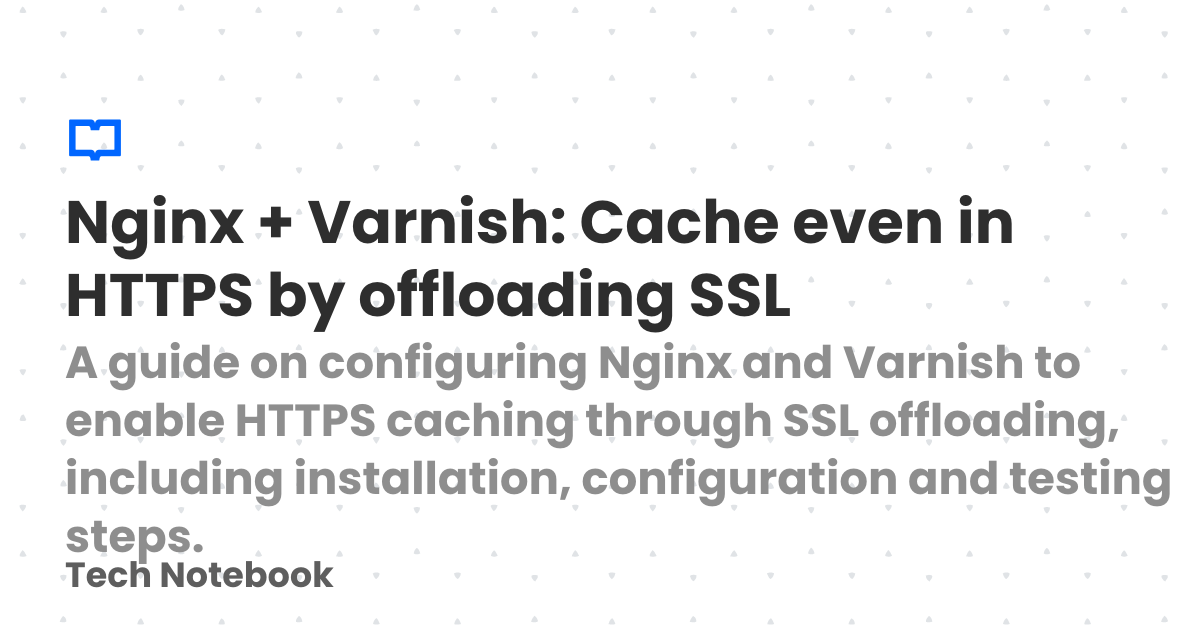 Nginx + Varnish: Cache even in
HTTPS by offloading SSL
A guide on configuring Nginx and Varnish to
enable HTTPS caching through SSL offloading,
including installation, configuration and testing
steps.
Tech Notebook